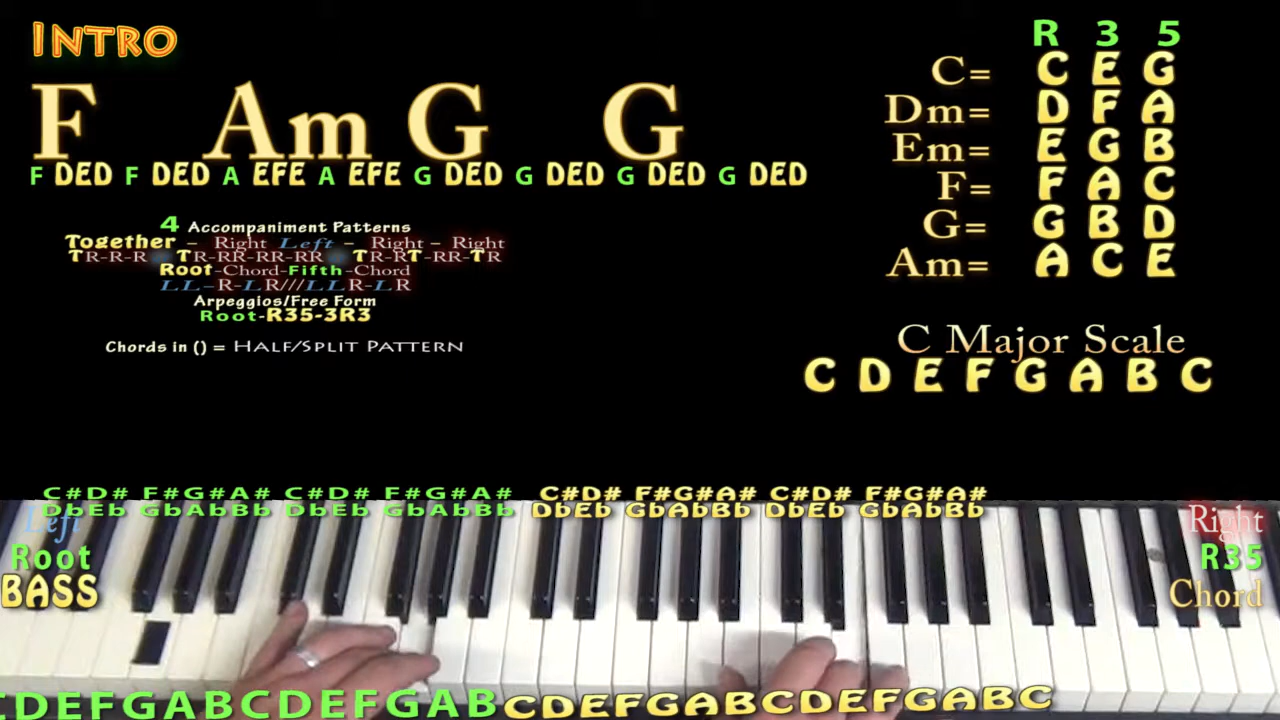 INTRO
F Am G G
F DED F DED A EFE A EFE G DED G DED G DED G DED
4 Accompaniment Patterns
Together – Right Left – Right – Right
TR-R-R TR-RR-RR-RR TR-RT-RR-TR
Root-Chord-Fifth-Chord
LL-R-LR///LLR-LR
Arpeggios/Free Form
Root-R35-3R3
Chords in () = HALF/SPLIT PATTERN
R 3 5
C= C E G
Dm= D F A
Em= E G B
F= F A C
G= G B D
Am= A C E
C Major Scale
C D E F G A B C
C#D# F#G#A# C#D# F#G#A# C#D# F#G#A# C#D# F#G#A#
DbEb GbAbBb DbEb GbAbBb DbEb GbAbBb DbEb GbAbBb
Left
Root
BASS
Right
R35
Chord
CDEFGABCDEFGAB CDEFGABCDEFGABC